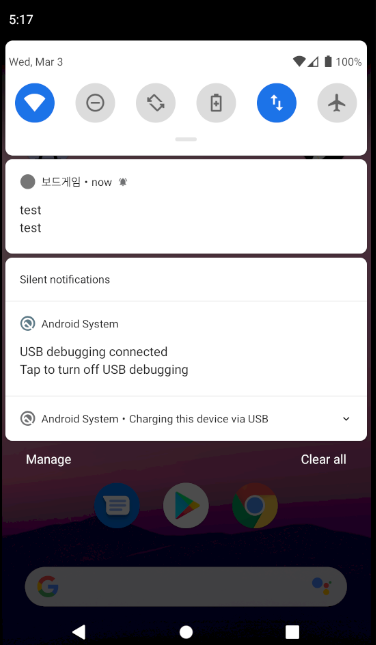 5:17
Wed, Mar 3
100%
보드게임 • now
test
test
Silent notifications
Android System
USB debugging connected
Tap to turn off USB debugging
Android System • Charging this device via USB
Manage
Clear all